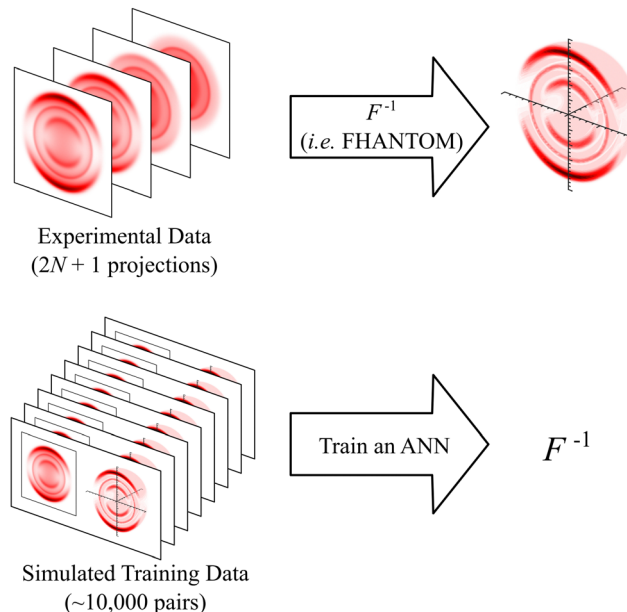 F⁻¹
(i.e. FHANTOM)
Experimental Data
(2N + 1 projections)
Train an ANN
F⁻¹
Simulated Training Data
(~10,000 pairs)